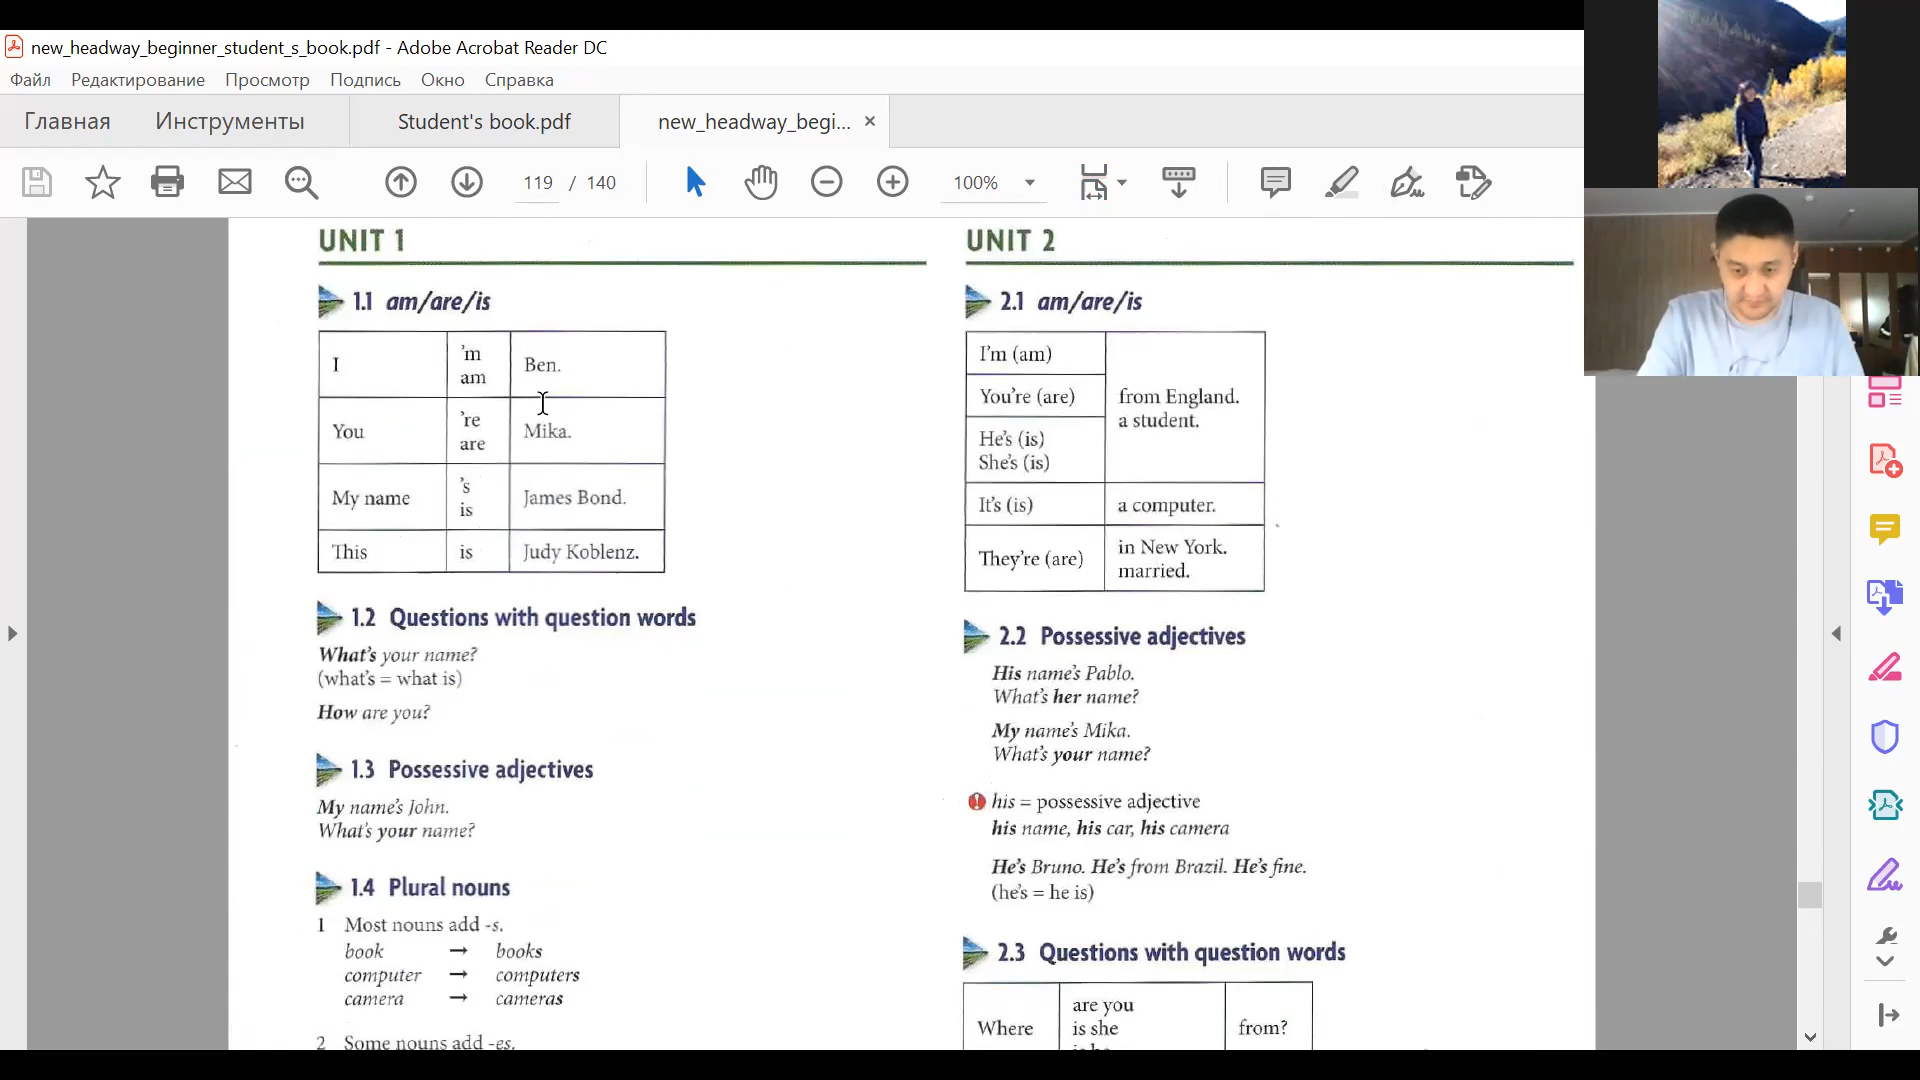 new_headway_beginner_student_s_book.pdf - Adobe Acrobat Reader DC
Файл Редактирование Просмотр Подпись Окно Справка
Главная Инструменты Student's book.pdf new_headway_begi... ×
119 / 140 100%
UNIT 1
1.1 am/are/is
I 'm am Ben.
You 're are Mika.
My name 's is James Bond.
This is Judy Koblenz.
1.2 Questions with question words
What's your name?
(what's = what is)
How are you?
1.3 Possessive adjectives
My name's John.
What's your name?
1.4 Plural nouns
1 Most nouns add -s.
book → books
computer → computers
camera → cameras
2 Some nouns add -es.
UNIT 2
2.1 am/are/is
I'm (am)
You're (are)
He's (is)
She's (is)
from England.
a student.
It's (is) a computer.
They're (are)
in New York.
married.
2.2 Possessive adjectives
His name's Pablo.
What's her name?
My name's Mika.
What's your name?
his = possessive adjective
his name, his car, his camera
He's Bruno. He's from Brazil. He's fine.
(he's = he is)
2.3 Questions with question words
Where
are you
is she
from?